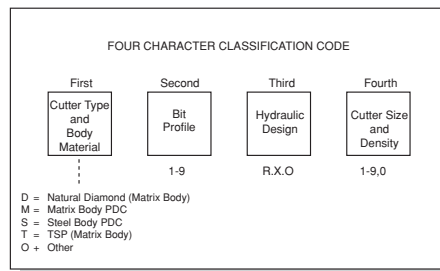 FOUR CHARACTER CLASSIFICATION CODE
First Second Third Fourth
Cutter Type and Body Material
Bit Profile
Hydraulic Design
Cutter Size and Density
1-9 R.X.O 1-9,0
D = Natural Diamond (Matrix Body)
M = Matrix Body PDC
S = Steel Body PDC
T = TSP (Matrix Body)
O + Other